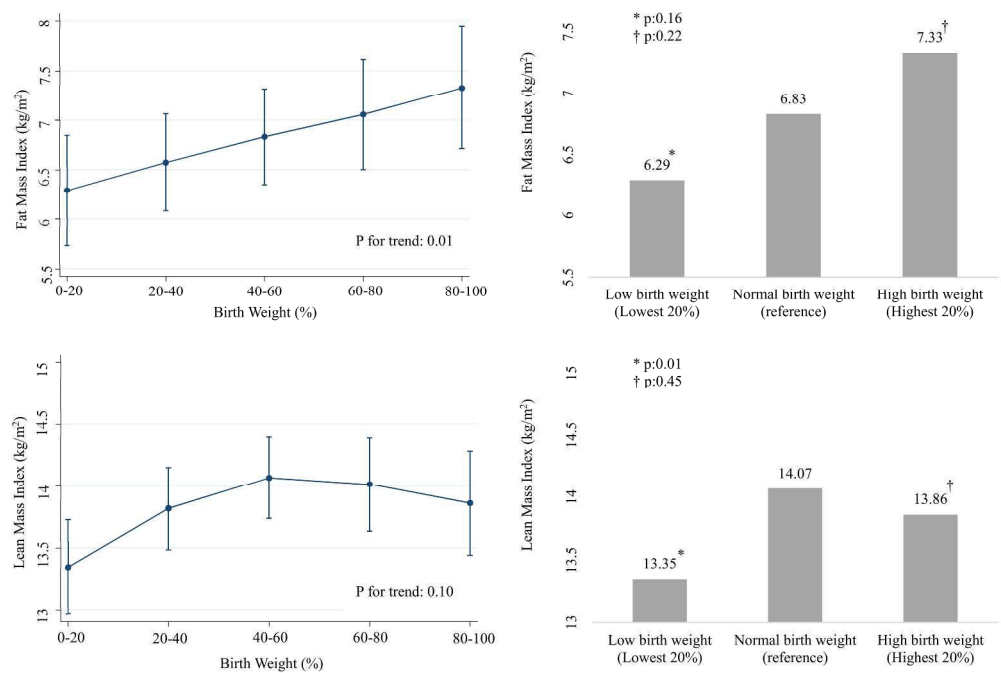 Fat Mass Index (kg/m²)
8
7.5
7
6.5
6
5.5
P for trend: 0.01
0-20
20-40
40-60
60-80
80-100
Birth Weight (%)
Fat Mass Index (kg/m²)
7.5
7
6.5
6
5.5
* p:0.16
† p:0.22
6.29*
6.83
7.33†
Low birth weight
(Lowest 20%)
Normal birth weight
(reference)
High birth weight
(Highest 20%)
Lean Mass Index (kg/m²)
15
14.5
14
13.5
13
P for trend: 0.10
0-20
20-40
40-60
60-80
80-100
Birth Weight (%)
Lean Mass Index (kg/m²)
15
14.5
14
13.5
13
* p:0.01
† p:0.45
13.35*
14.07
13.86†
Low birth weight
(Lowest 20%)
Normal birth weight
(reference)
High birth weight
(Highest 20%)